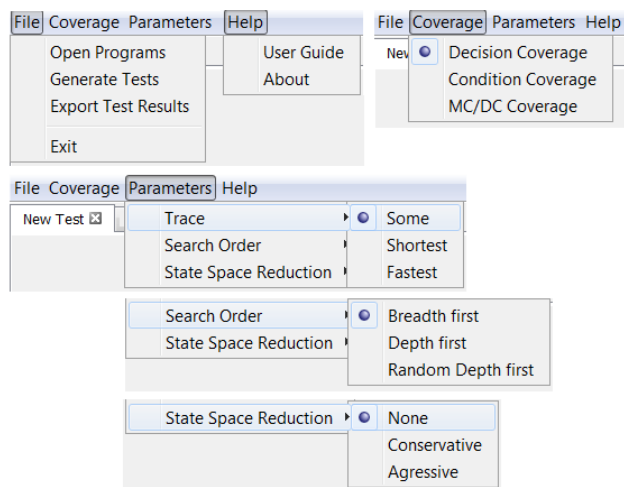 File Coverage Parameters Help
Open Programs
Generate Tests
Export Test Results
Exit
User Guide
About
File Coverage Parameters Help
New
Decision Coverage
Condition Coverage
MC/DC Coverage
File Coverage Parameters Help
New Test
Trace
Search Order
State Space Reduction
Some
Shortest
Fastest
Search Order
State Space Reduction
Breadth first
Depth first
Random Depth first
State Space Reduction
None
Conservative
Agressive